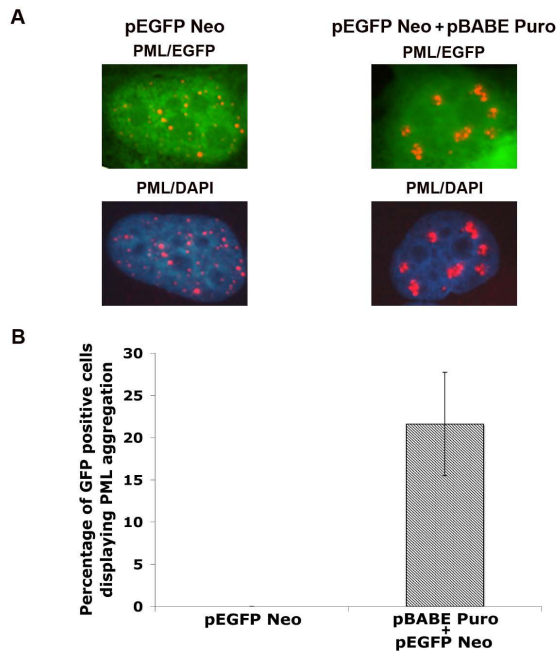 A
pEGFP Neo
pEGFP Neo + pBABE Puro
PML/EGFP
PML/EGFP
PML/DAPI
PML/DAPI
B
Percentage of GFP positive cells
displaying PML aggregation
30
25
20
15
10
5
0
pEGFP Neo
pBABE Puro
+
pEGFP Neo